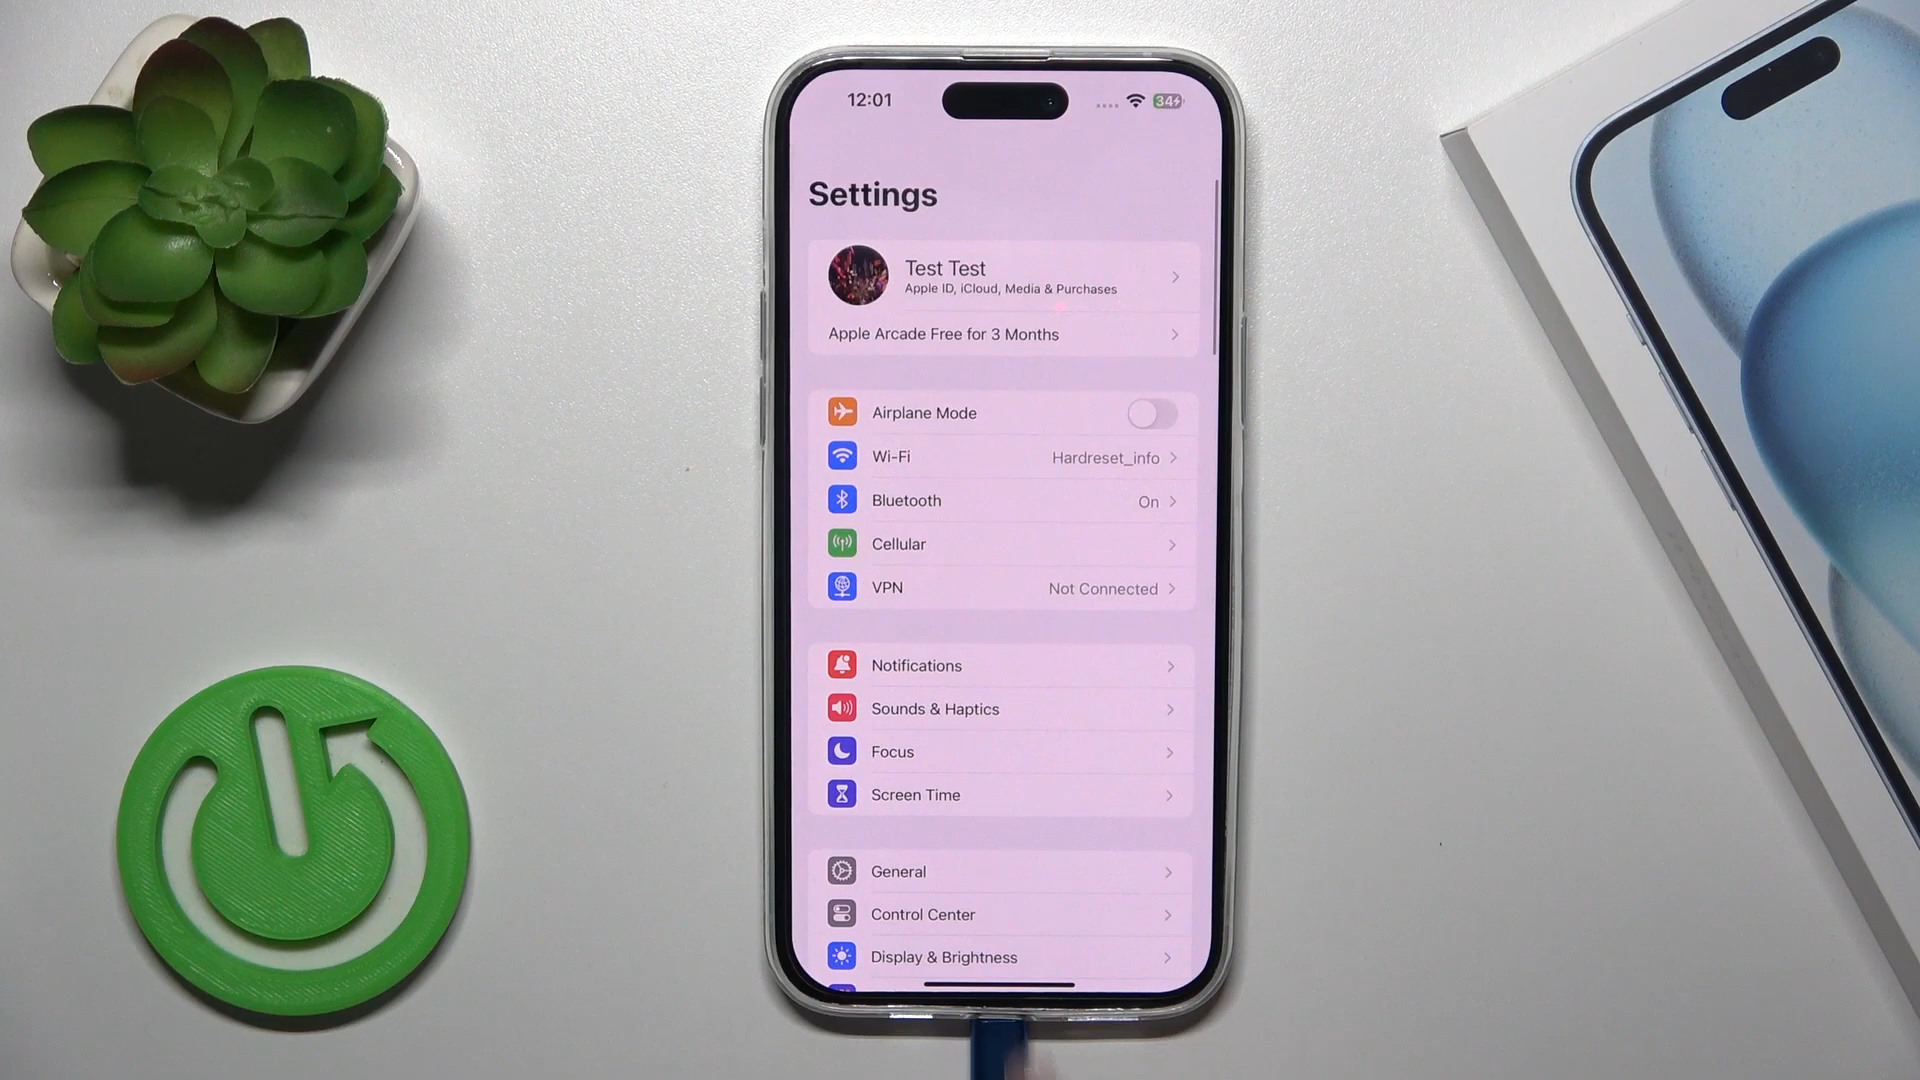 12:01
34
Settings
Test Test
Apple ID, iCloud, Media & Purchases
Apple Arcade Free for 3 Months
Airplane Mode
Wi-Fi Hardreset_info
Bluetooth On
Cellular
VPN Not Connected
Notifications
Sounds & Haptics
Focus
Screen Time
General
Control Center
Display & Brightness